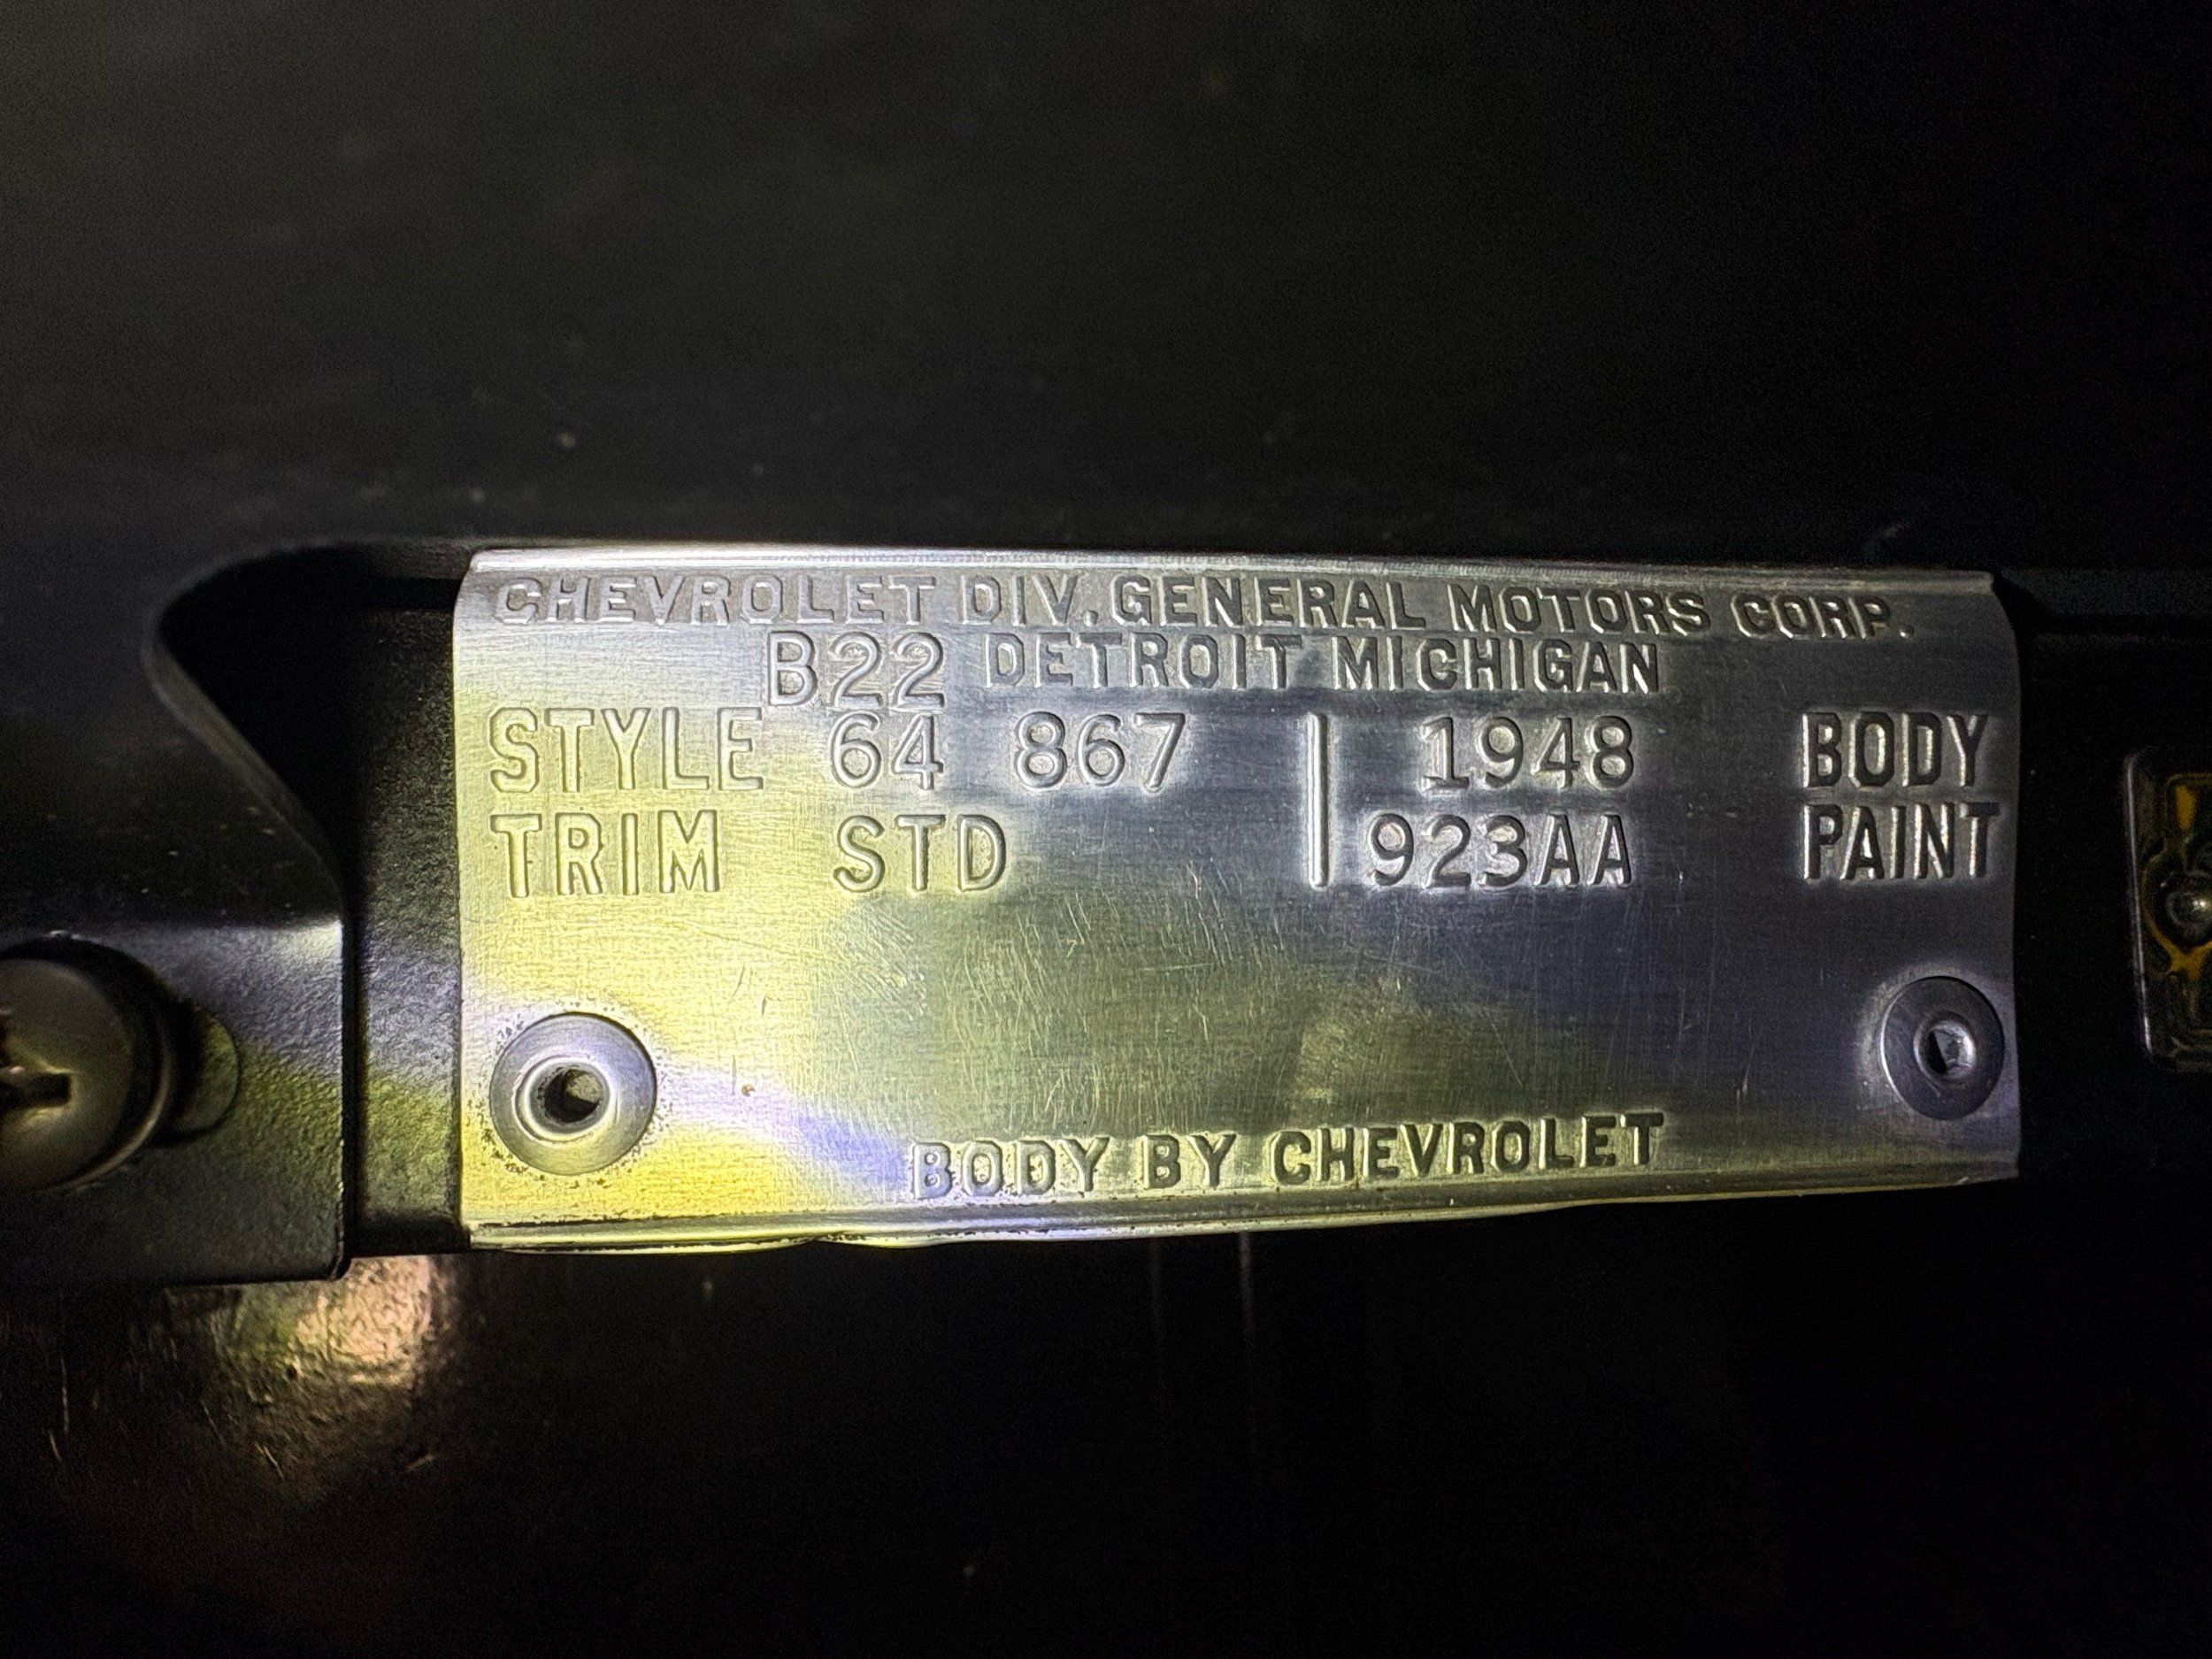 CHEVROLET DIV. GENERAL MOTORS CORP.
B22 DETROIT MICHIGAN
STYLE 64 867 | 1948 BODY
TRIM STD | 923AA PAINT
BODY BY CHEVROLET